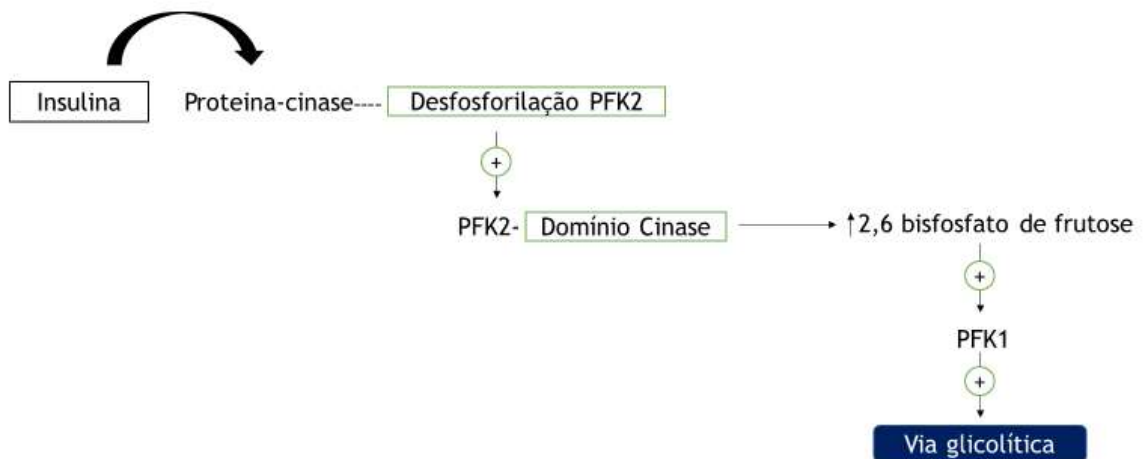 Insulina
Proteina-cinase----
Desfosforilação PFK2
+
PFK2-
Domínio Cinase
↑2,6 bisfosfato de frutose
+
PFK1
+
Via glicolítica